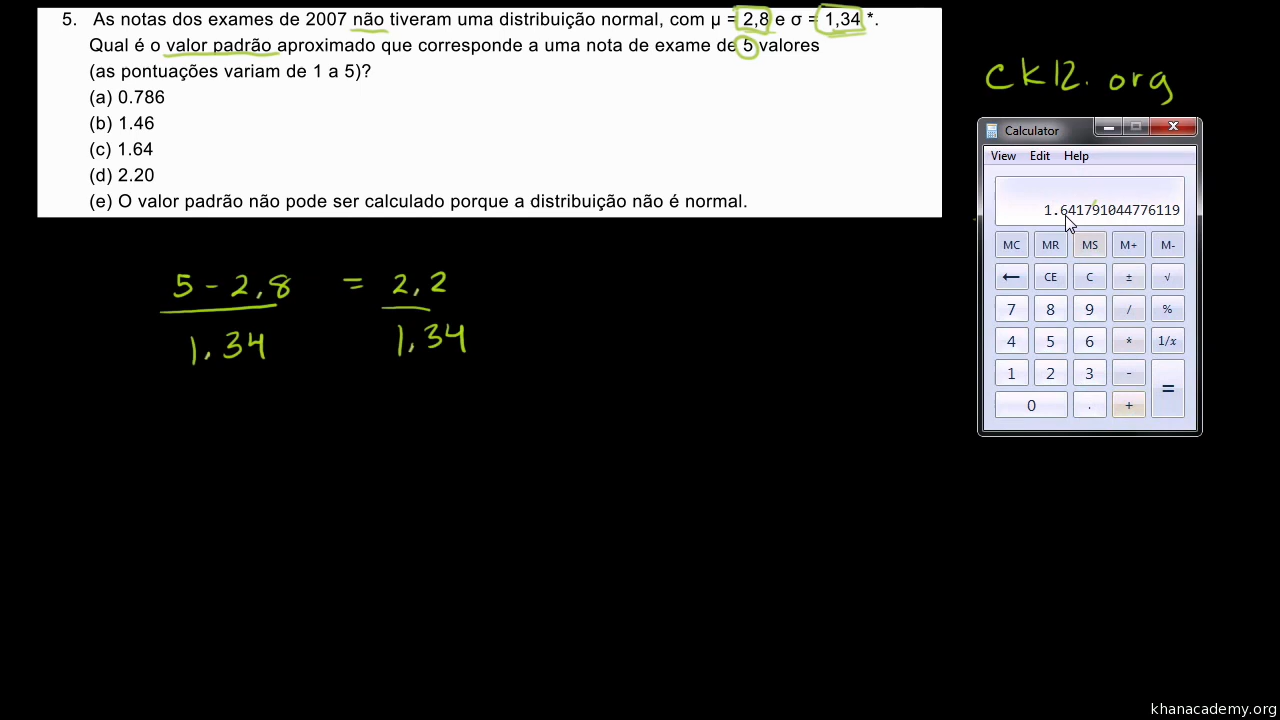 5. As notas dos exames de 2007 não tiveram uma distribuição normal, com μ = 2,8 e σ = 1,34 *.
Qual é o valor padrão aproximado que corresponde a uma nota de exame de 5 valores
(as pontuações variam de 1 a 5)?
(a) 0.786
(b) 1.46
(c) 1.64
(d) 2.20
(e) O valor padrão não pode ser calculado porque a distribuição não é normal.
ck12.org
Calculator
View Edit Help
1.641791044776119
MC MR MS M+ M-
← CE C ± √
7 8 9 / %
4 5 6 * 1/x
1 2 3 - =
0 . +
5 - 2,8 = 2,2
1,34 1,34
khanacademy.org